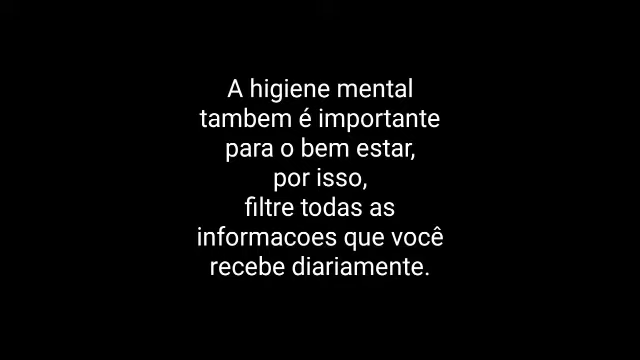 A higiene mental
tambem é importante
para o bem estar,
por isso,
filtre todas as
informacoes que você
recebe diariamente.